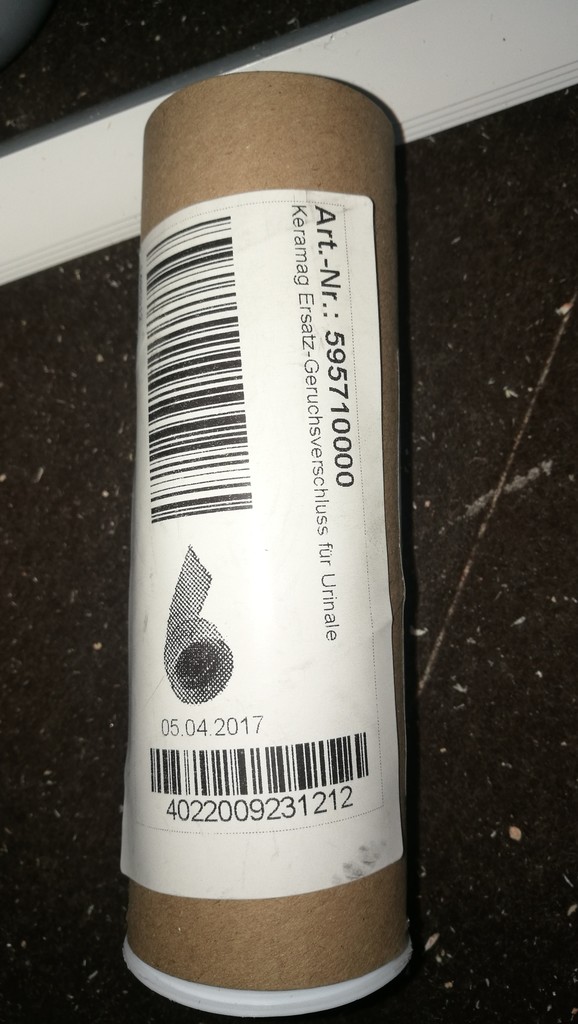 Art.-Nr.: 595710000
Keramag Ersatz-Geruchsverschluss für Urinale
05.04.2017
4022009231212